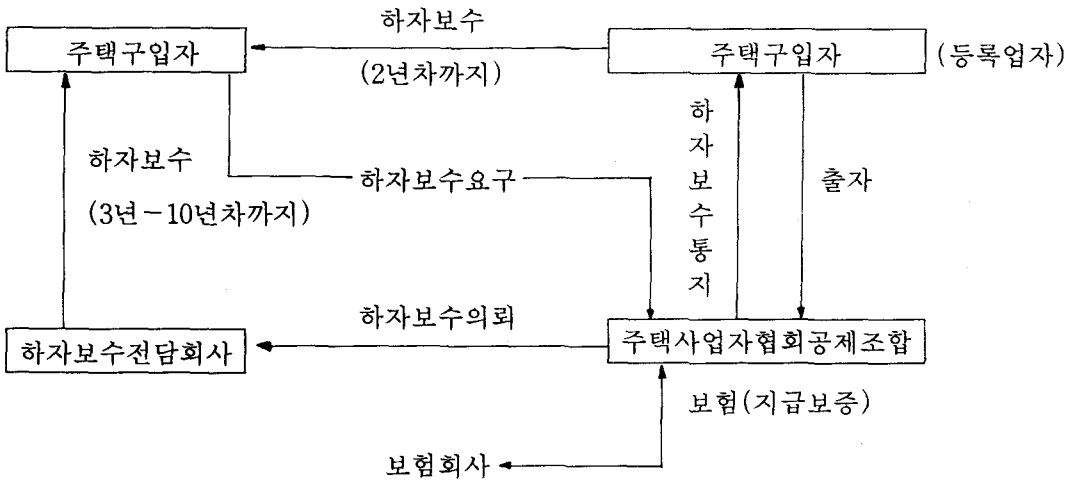 하자보수
주택구입자
주택구입자
(등록업자)
(2년차까지)
하자보수
(3년-10년차까지)
하자보수요구
하자보수통지
출자
하자보수의뢰
하자보수전담회사
주택사업자협회공제조합
보험(지급보증)
보험회사